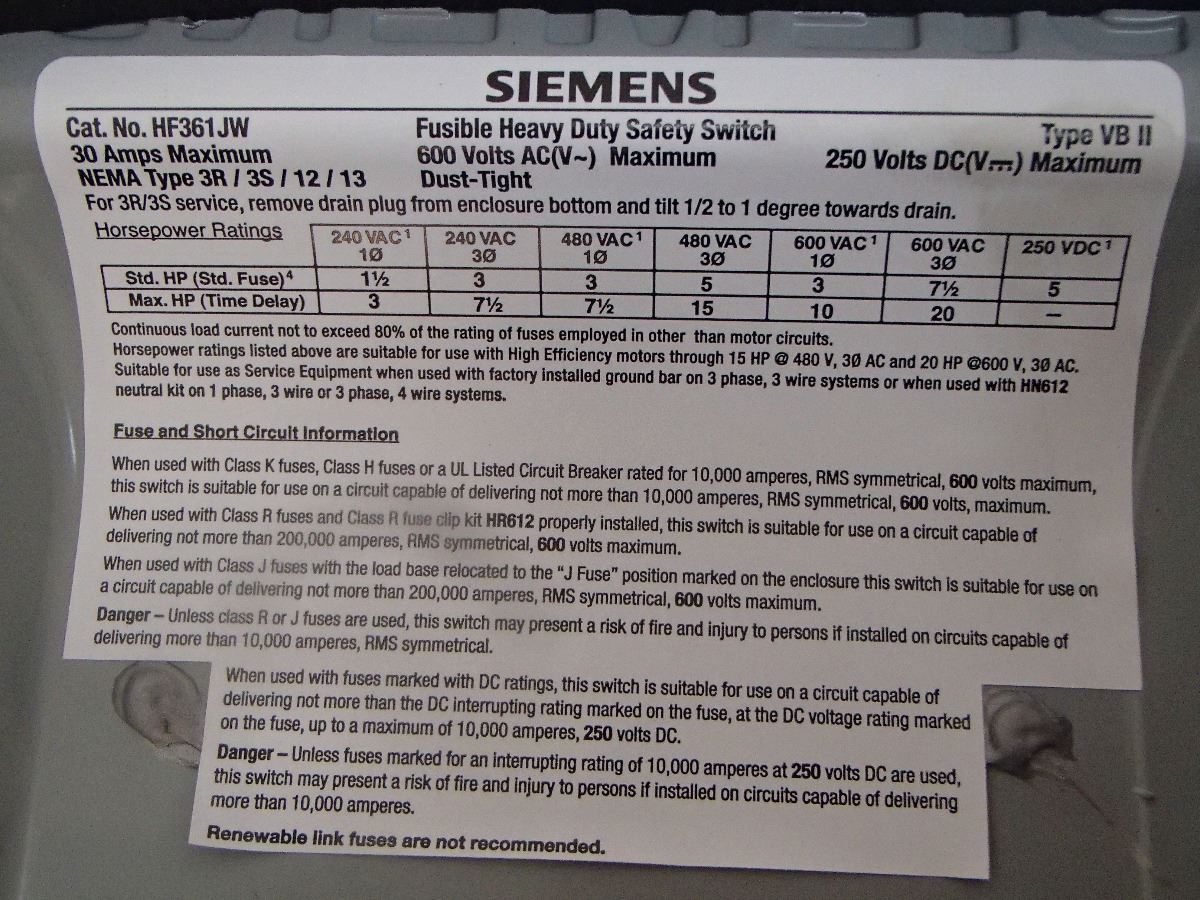 SIEMENS
Cat. No. HF361JW Fusible Heavy Duty Safety Switch Type VB II
30 Amps Maximum 600 Volts AC(V~) Maximum 250 Volts DC(V⎓) Maximum
NEMA Type 3R / 3S / 12 / 13 Dust-Tight
For 3R/3S service, remove drain plug from enclosure bottom and tilt 1/2 to 1 degree towards drain.
Horsepower Ratings 240 VAC¹ 1Ø 240 VAC 3Ø 480 VAC¹ 1Ø 480 VAC 3Ø 600 VAC¹ 1Ø 600 VAC 3Ø 250 VDC¹
Std. HP (Std. Fuse)⁴ 1½ 3 3 5 3 7½ 5
Max. HP (Time Delay) 3 7½ 7½ 15 10 20 –
Continuous load current not to exceed 80% of the rating of fuses employed in other than motor circuits.
Horsepower ratings listed above are suitable for use with High Efficiency motors through 15 HP @ 480 V, 3Ø AC and 20 HP @600 V, 3Ø AC.
Suitable for use as Service Equipment when used with factory installed ground bar on 3 phase, 3 wire systems or when used with HN612
neutral kit on 1 phase, 3 wire or 3 phase, 4 wire systems.
Fuse and Short Circuit Information
When used with Class K fuses, Class H fuses or a UL Listed Circuit Breaker rated for 10,000 amperes, RMS symmetrical, 600 volts maximum,
this switch is suitable for use on a circuit capable of delivering not more than 10,000 amperes, RMS symmetrical, 600 volts, maximum.
When used with Class R fuses and Class R fuse clip kit HR612 properly installed, this switch is suitable for use on a circuit capable of
delivering not more than 200,000 amperes, RMS symmetrical, 600 volts maximum.
When used with Class J fuses with the load base relocated to the “J Fuse” position marked on the enclosure this switch is suitable for use on
a circuit capable of delivering not more than 200,000 amperes, RMS symmetrical, 600 volts maximum.
Danger – Unless class R or J fuses are used, this switch may present a risk of fire and injury to persons if installed on circuits capable of
delivering more than 10,000 amperes, RMS symmetrical.
When used with fuses marked with DC ratings, this switch is suitable for use on a circuit capable of
delivering not more than the DC interrupting rating marked on the fuse, at the DC voltage rating marked
on the fuse, up to a maximum of 10,000 amperes, 250 volts DC.
Danger – Unless fuses marked for an interrupting rating of 10,000 amperes at 250 volts DC are used,
this switch may present a risk of fire and injury to persons if installed on circuits capable of delivering
more than 10,000 amperes.
Renewable link fuses are not recommended.